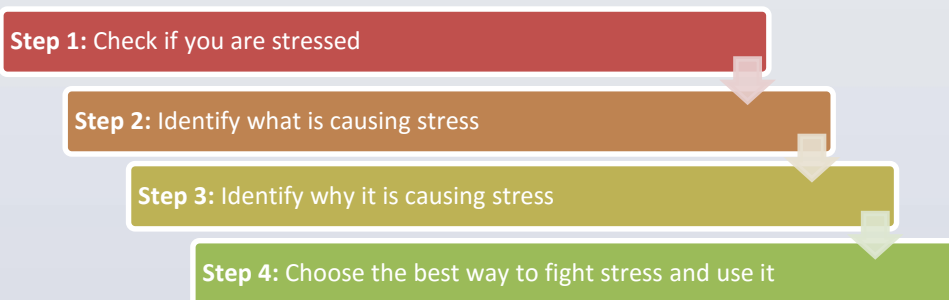 Step 1: Check if you are stressed
Step 2: Identify what is causing stress
Step 3: Identify why it is causing stress
Step 4: Choose the best way to fight stress and use it